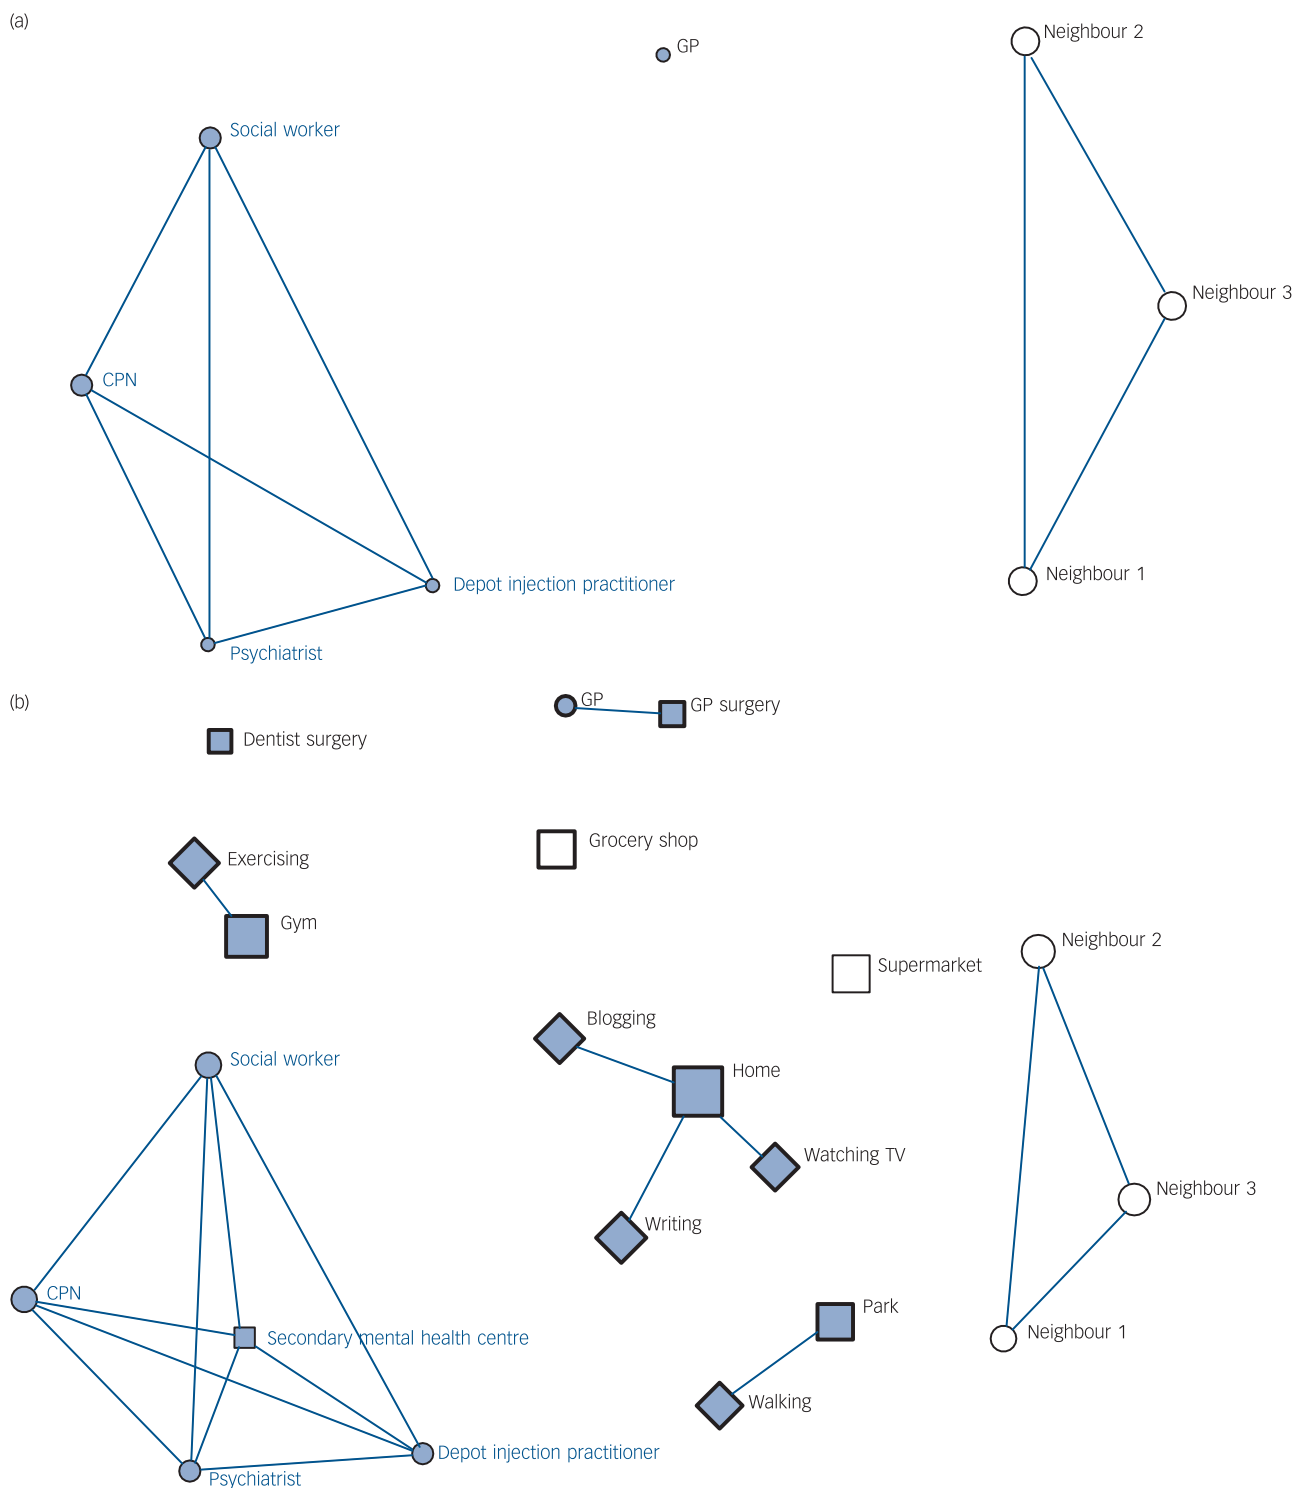 (a)
GP
Neighbour 2
Social worker
Neighbour 3
CPN
Neighbour 1
Depot injection practitioner
Psychiatrist
(b)
GP
GP surgery
Dentist surgery
Grocery shop
Exercising
Gym
Neighbour 2
Supermarket
Blogging
Social worker
Home
Watching TV
Neighbour 3
Writing
CPN
Park
Neighbour 1
Secondary mental health centre
Walking
Depot injection practitioner
Psychiatrist